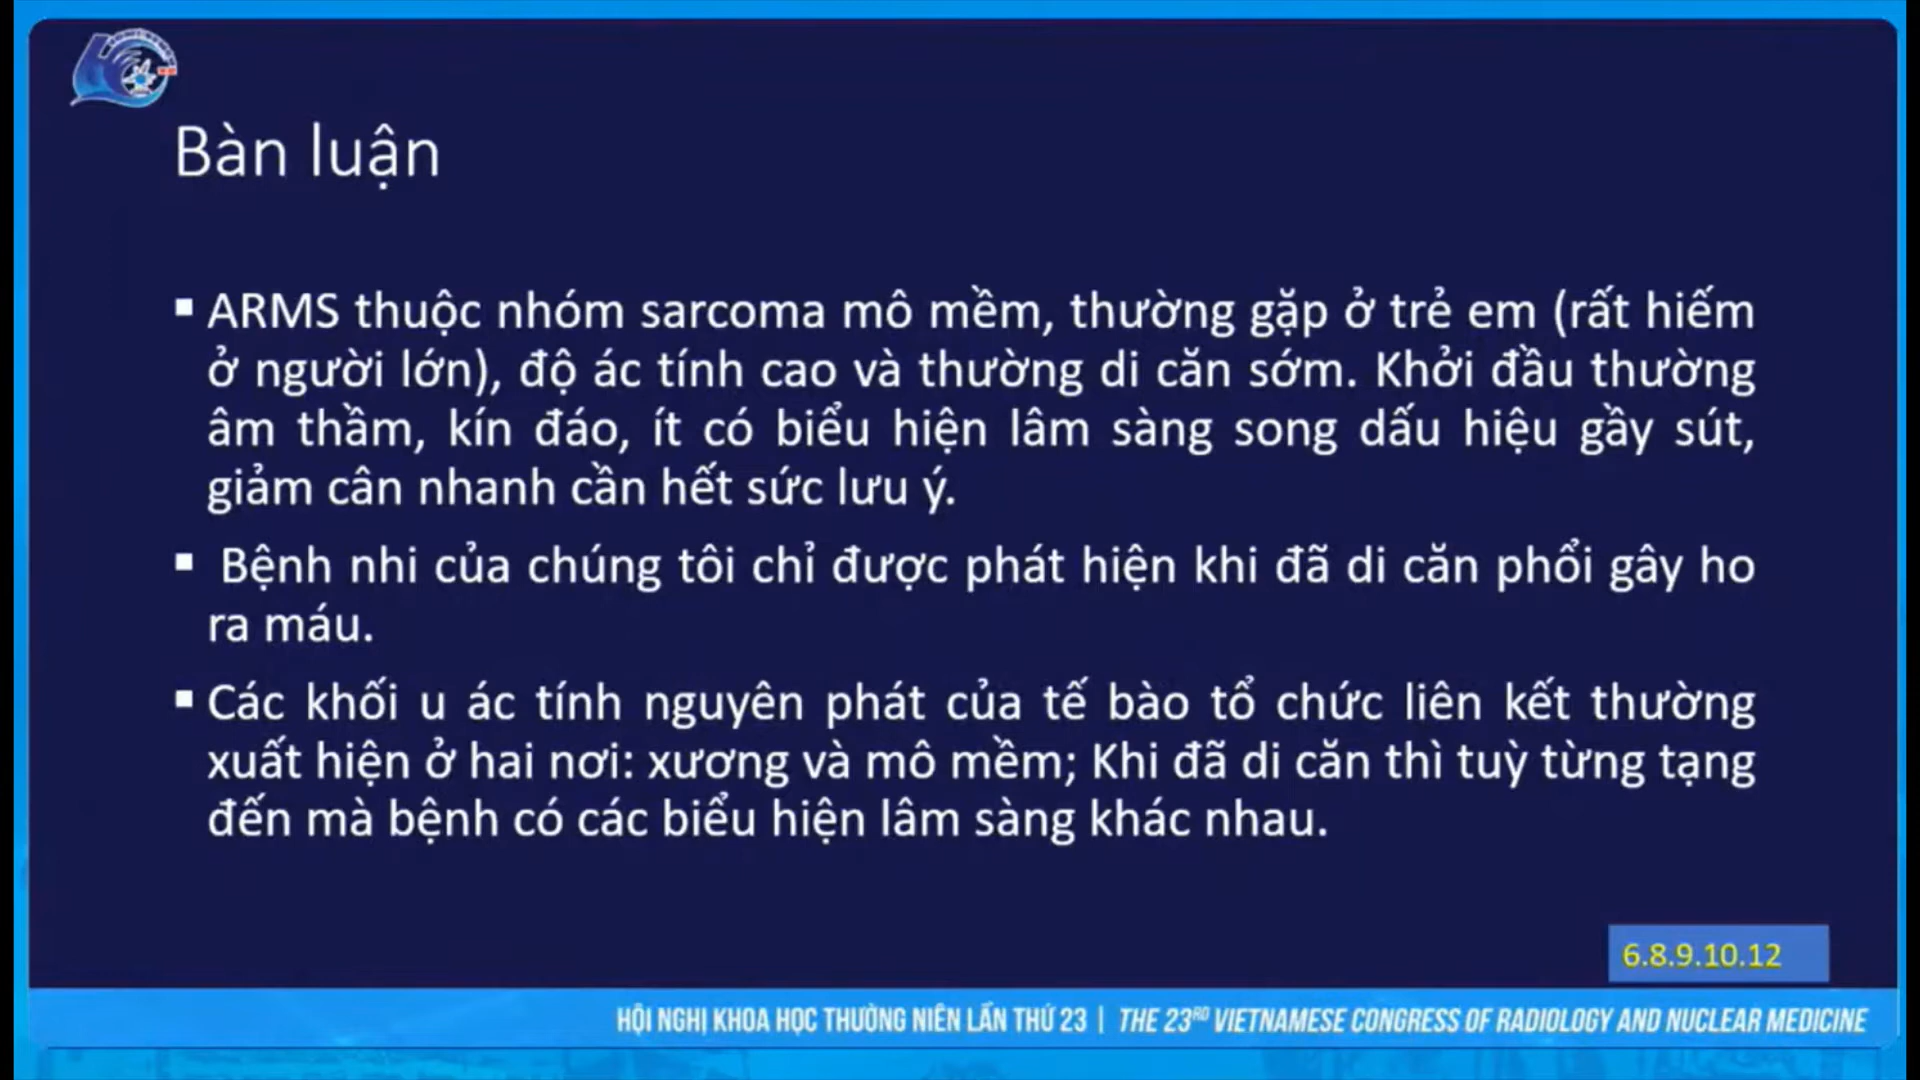 Bàn luận
▪ ARMS thuộc nhóm sarcoma mô mềm, thường gặp ở trẻ em (rất hiếm
ở người lớn), độ ác tính cao và thường di căn sớm. Khởi đầu thường
âm thầm, kín đáo, ít có biểu hiện lâm sàng song dấu hiệu gầy sút,
giảm cân nhanh cần hết sức lưu ý.
▪ Bệnh nhi của chúng tôi chỉ được phát hiện khi đã di căn phổi gây ho
ra máu.
▪ Các khối u ác tính nguyên phát của tế bào tổ chức liên kết thường
xuất hiện ở hai nơi: xương và mô mềm; Khi đã di căn thì tuỳ từng tạng
đến mà bệnh có các biểu hiện lâm sàng khác nhau.
6.8.9.10.12
HỘI NGHỊ KHOA HỌC THƯỜNG NIÊN LẦN THỨ 23 | THE 23RD VIETNAMESE CONGRESS OF RADIOLOGY AND NUCLEAR MEDICINE